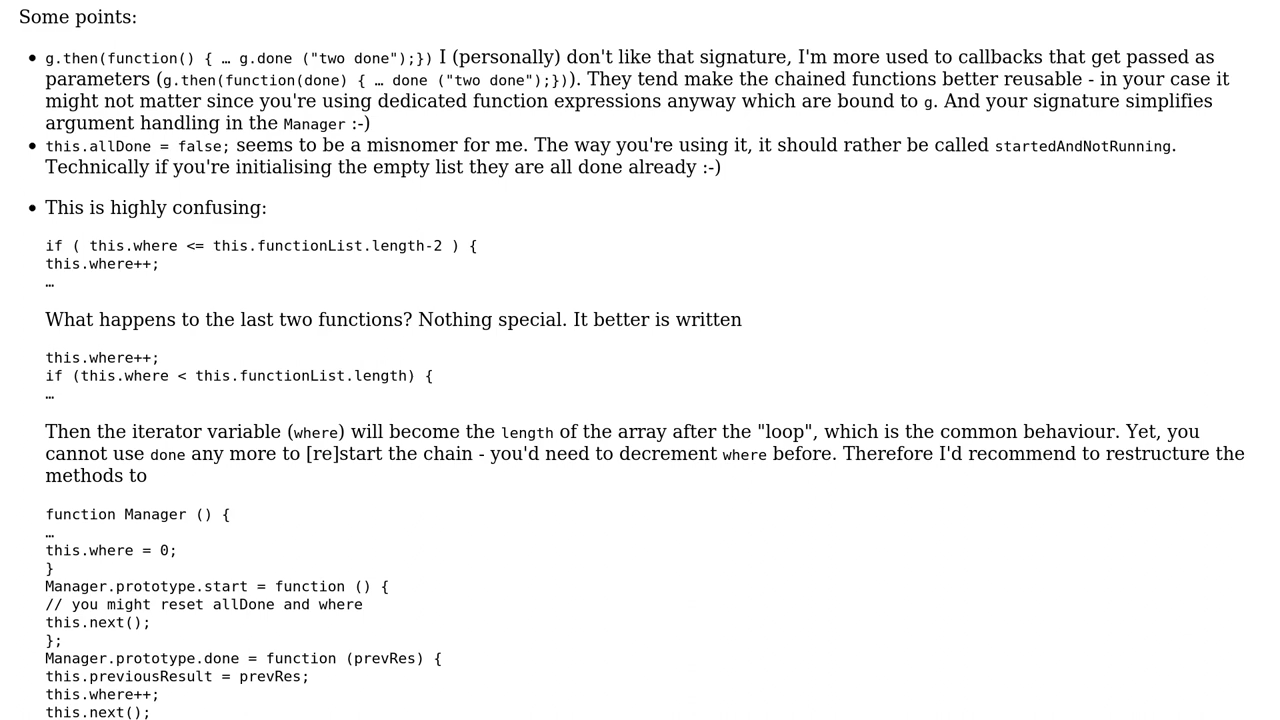 Some points:
g.then(function() { … g.done ("two done");}) I (personally) don't like that signature, I'm more used to callbacks that get passed as
parameters (g.then(function(done) { … done ("two done");})). They tend make the chained functions better reusable - in your case it
might not matter since you're using dedicated function expressions anyway which are bound to g. And your signature simplifies
argument handling in the Manager :-)
this.allDone = false; seems to be a misnomer for me. The way you're using it, it should rather be called startedAndNotRunning.
Technically if you're initialising the empty list they are all done already :-)
This is highly confusing:
if ( this.where <= this.functionList.length-2 ) {
this.where++;
…
What happens to the last two functions? Nothing special. It better is written
this.where++;
if (this.where < this.functionList.length) {
…
Then the iterator variable (where) will become the length of the array after the "loop", which is the common behaviour. Yet, you
cannot use done any more to [re]start the chain - you'd need to decrement where before. Therefore I'd recommend to restructure the
methods to
function Manager () {
…
this.where = 0;
}
Manager.prototype.start = function () {
// you might reset allDone and where
this.next();
};
Manager.prototype.done = function (prevRes) {
this.previousResult = prevRes;
this.where++;
this.next();